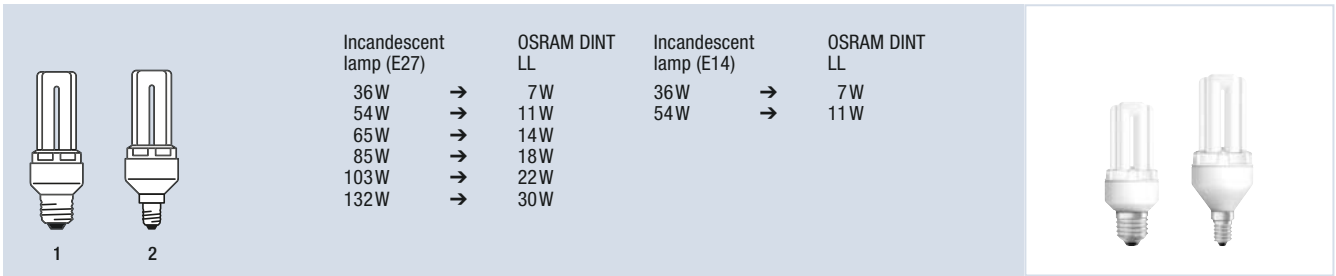 Incandescent OSRAM DINT Incandescent OSRAM DINT
lamp (E27) LL lamp (E14) LL
36W ➔ 7W 36W ➔ 7W
54W ➔ 11W 54W ➔ 11W
65W ➔ 14W
85W ➔ 18W
103W ➔ 22W
132W ➔ 30W
1 2